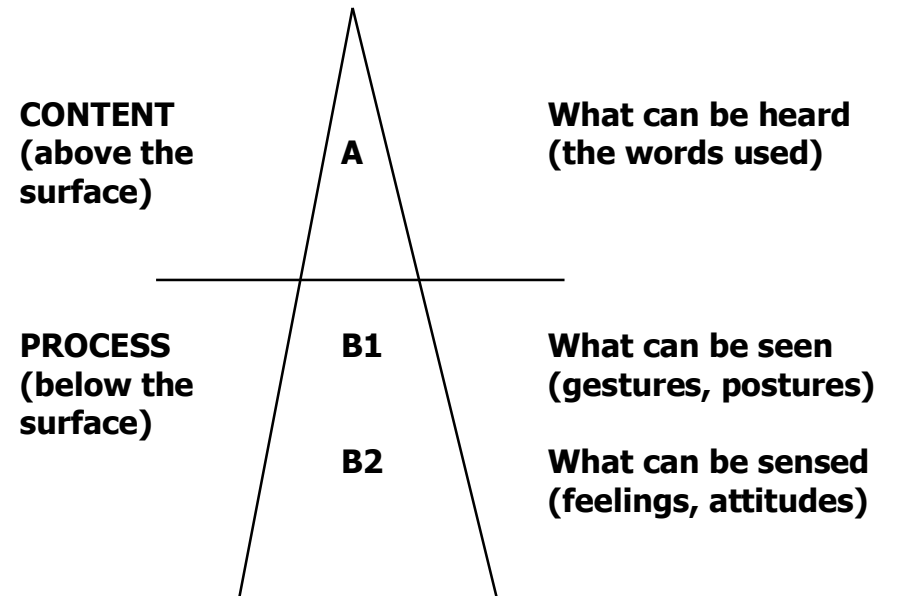 CONTENT
(above the
surface)
A
What can be heard
(the words used)
PROCESS
(below the
surface)
B1
What can be seen
(gestures, postures)
B2
What can be sensed
(feelings, attitudes)